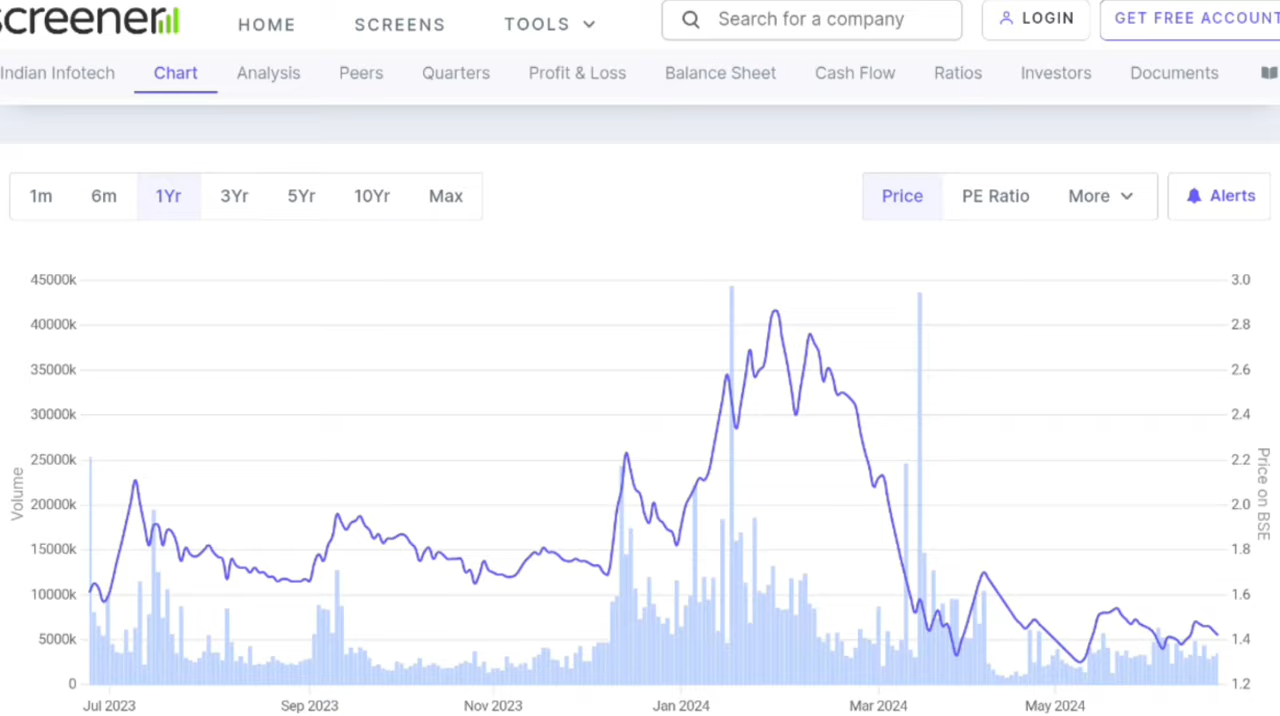 screener
HOME SCREENS TOOLS
Search for a company
LOGIN
GET FREE ACCOUNT
Indian Infotech Chart Analysis Peers Quarters Profit & Loss Balance Sheet Cash Flow Ratios Investors Documents
1m 6m 1Yr 3Yr 5Yr 10Yr Max
Price PE Ratio More
Alerts
45000k 3.0
40000k 2.8
35000k 2.6
30000k 2.4
25000k 2.2
20000k 2.0
15000k 1.8
10000k 1.6
5000k 1.4
0 1.2
Volume
Price on BSE
Jul 2023 Sep 2023 Nov 2023 Jan 2024 Mar 2024 May 2024